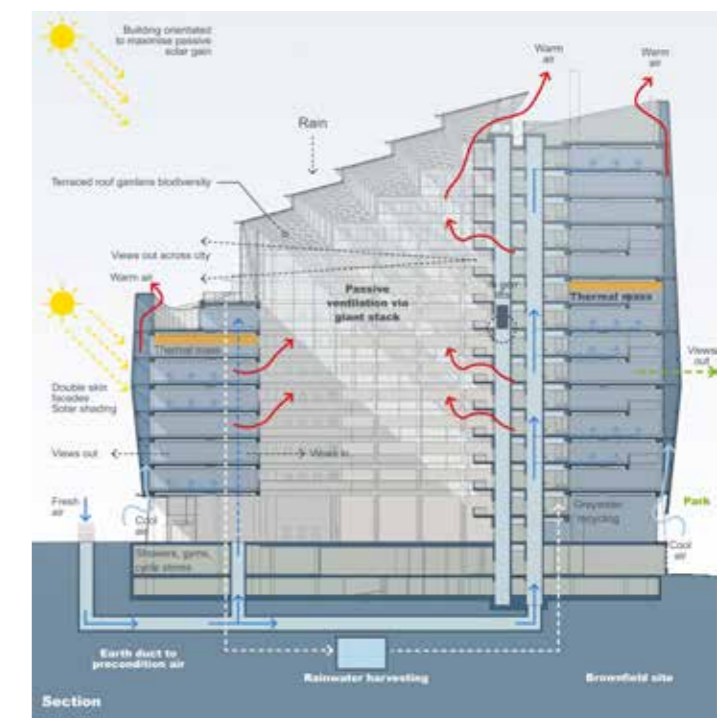 Building orientated
to maximise passive
solar gain
Warm
air
Warm
air
Rain
Terraced roof gardens biodiversity
Views out across city
Warm air
Passive
ventilation via
giant stack
Thermal mass
Thermal mass
Views
out
Double skin
facades
Solar shading
Views out
Views in
Fresh
air
Cool
air
Greywater
recycling
Park
Cool
air
Showers, gyms,
cycle stores
Earth duct to
precondition air
Rainwater harvesting
Brownfield site
Section